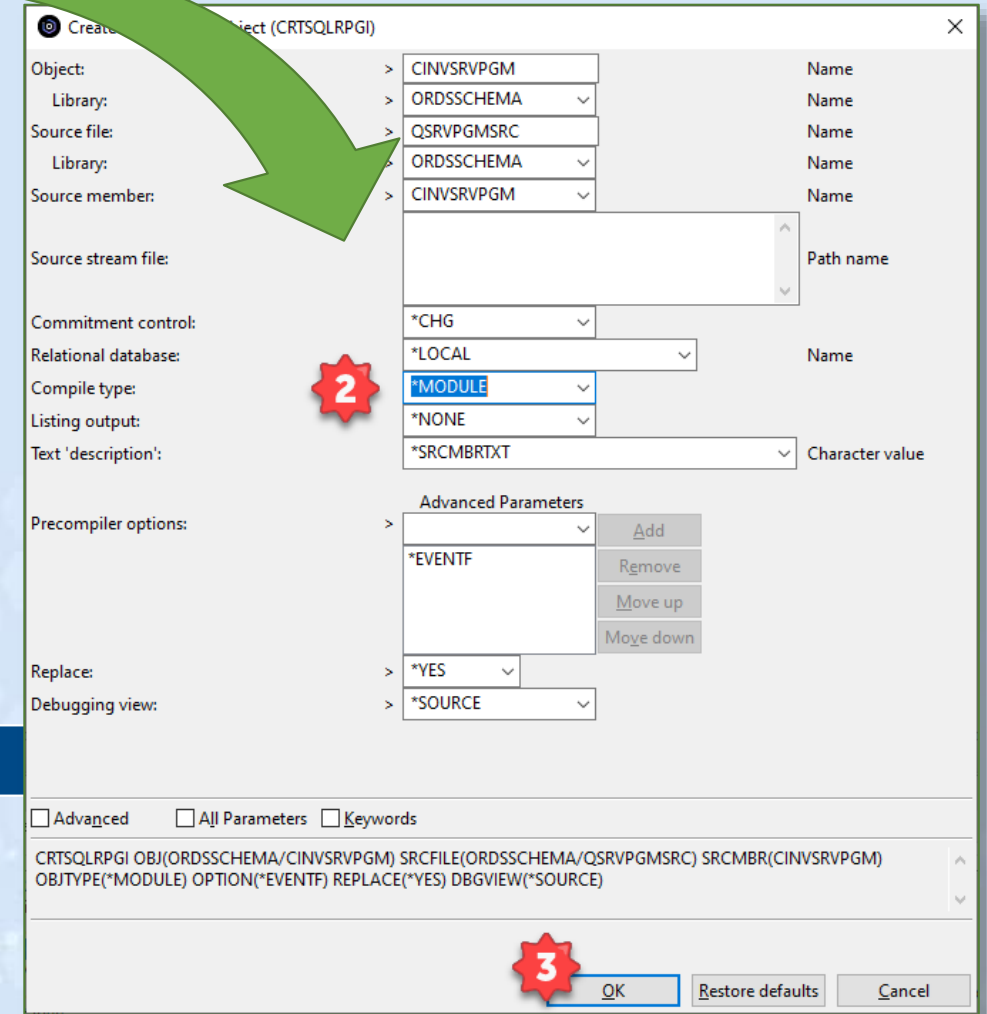 Create ject (CRTSQLRPGI)
Object: > CINVSRVPGM Name
Library: > ORDSSCHEMA Name
Source file: > QSRVPGMSRC Name
Library: > ORDSSCHEMA Name
Source member: > CINVSRVPGM Name
Source stream file: Path name
Commitment control: *CHG
Relational database: *LOCAL Name
2
Compile type: *MODULE
Listing output: *NONE
Text 'description': *SRCMBRTXT Character value
Advanced Parameters
Precompiler options: > Add
*EVENTF
Remove
Move up
Move down
Replace: > *YES
Debugging view: > *SOURCE
Advanced All Parameters Keywords
CRTSQLRPGI OBJ(ORDSSCHEMA/CINVSRVPGM) SRCFILE(ORDSSCHEMA/QSRVPGMSRC) SRCMBR(CINVSRVPGM)
OBJTYPE(*MODULE) OPTION(*EVENTF) REPLACE(*YES) DBGVIEW(*SOURCE)
3
OK Restore defaults Cancel